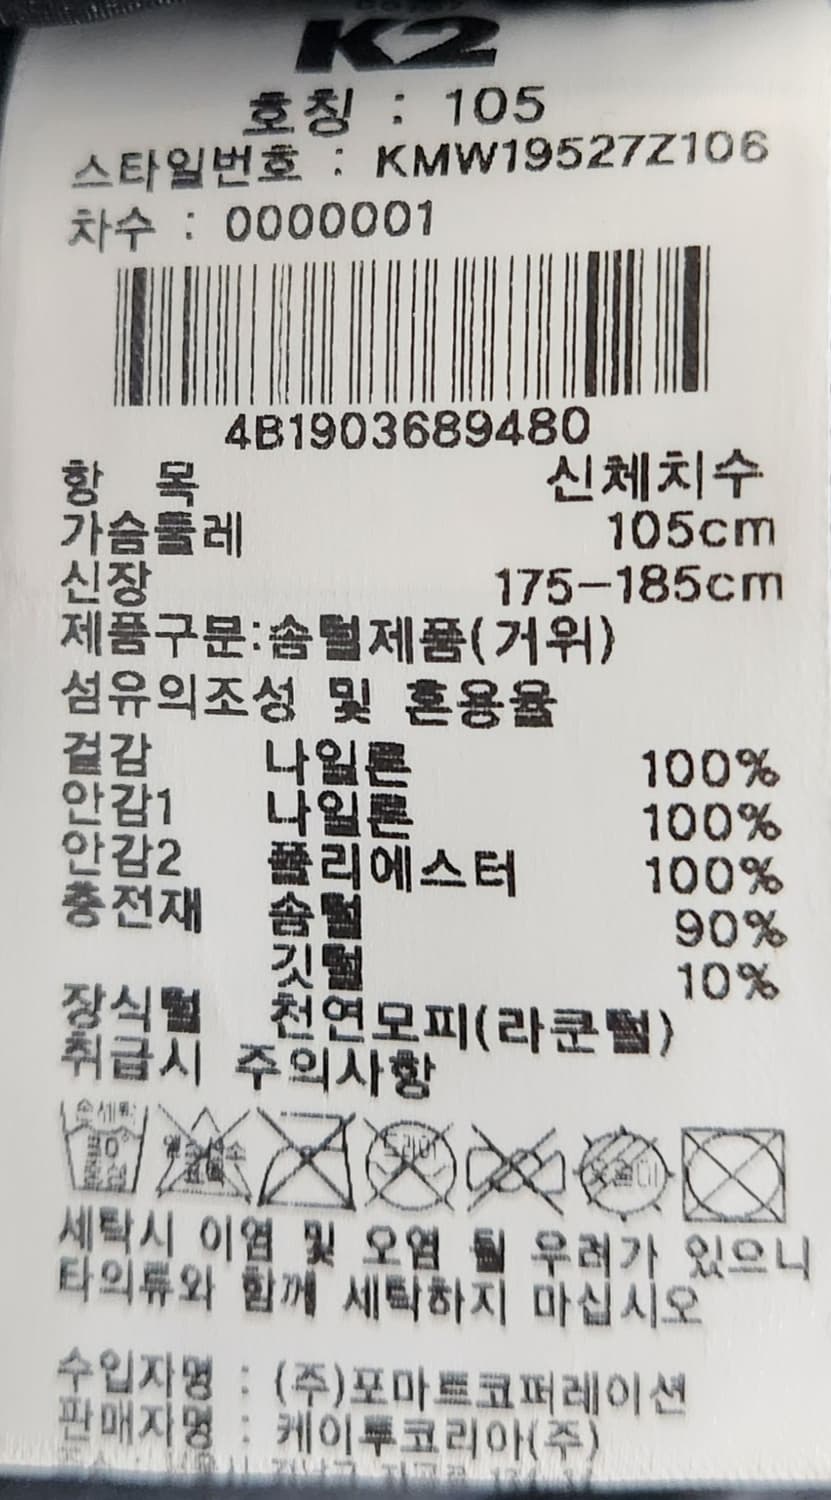 K2
호칭 : 105
스타일번호 : KMW19527Z106
차수 : 0000001
4B1903689480
항 목 신체치수
가슴둘레 105cm
신장 175-185cm
제품구분:솜털제품(거위)
섬유의조성 및 혼용율
겉감 나일론 100%
안감1 나일론 100%
안감2 폴리에스터 100%
충전재 솜털 90%
깃털 10%
장식털 천연모피(라쿤털)
취급시 주의사항
손세탁 드라이
세탁시 이염 및 오염 될 우려가 있으니
타의류와 함께 세탁하지 마십시오
수입자명 : (주)포마트코퍼레이션
판매자명 : 케이투코리아(주)